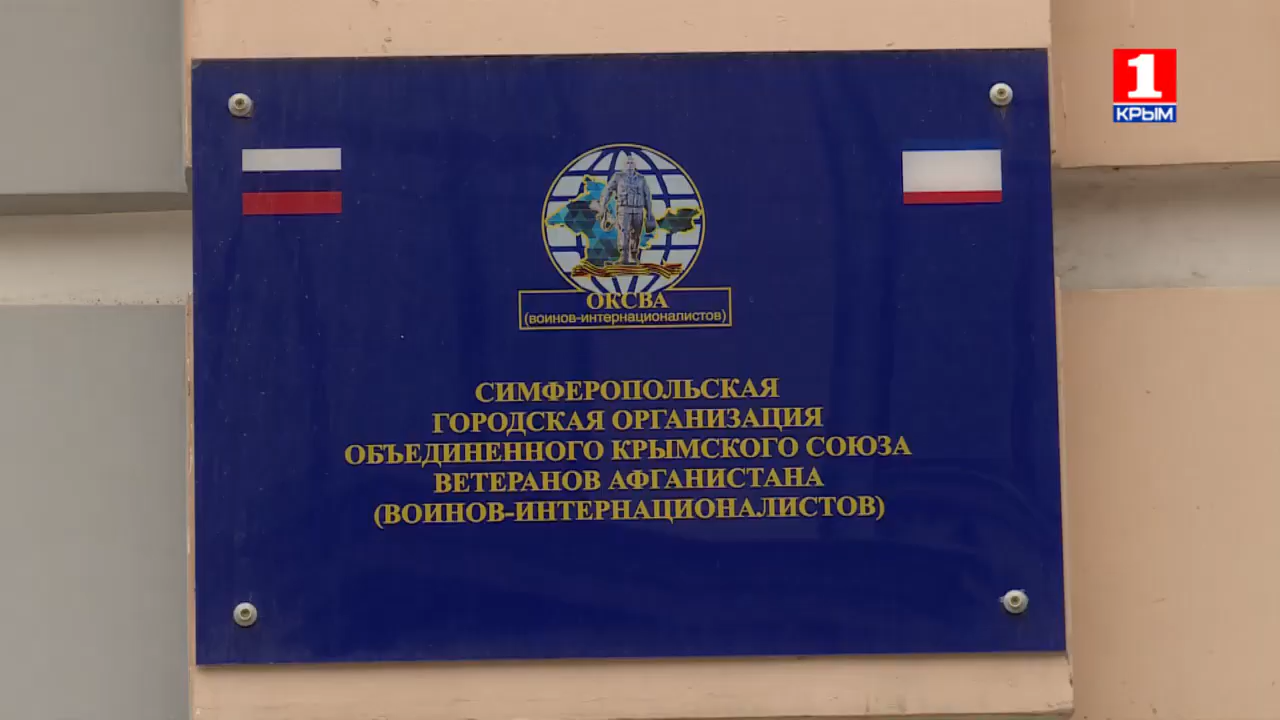 1
КРЫМ
ОКСВА
(воинов-интернационалистов)
СИМФЕРОПОЛЬСКАЯ
ГОРОДСКАЯ ОРГАНИЗАЦИЯ
ОБЪЕДИНЕННОГО КРЫМСКОГО СОЮЗА
ВЕТЕРАНОВ АФГАНИСТАНА
(ВОИНОВ-ИНТЕРНАЦИОНАЛИСТОВ)